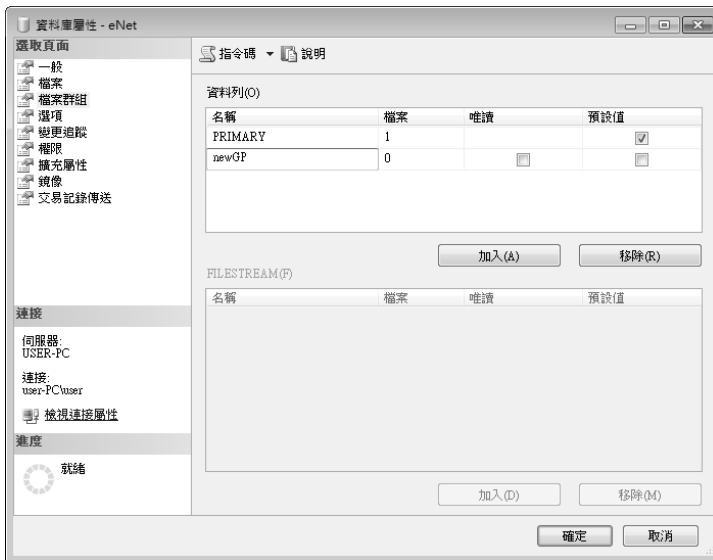 資料庫屬性 - eNet
選取頁面
一般
檔案
檔案群組
選項
變更追蹤
權限
擴充屬性
鏡像
交易記錄傳送
連接
伺服器:
USER-PC
連接:
user-PC\user
檢視連接屬性
進度
就緒
指令碼 說明
資料列(O)
名稱 檔案 唯讀 預設值
PRIMARY 1
newGP 0
加入(A) 移除(R)
FILESTREAM(F)
名稱 檔案 唯讀 預設值
加入(D) 移除(M)
確定 取消